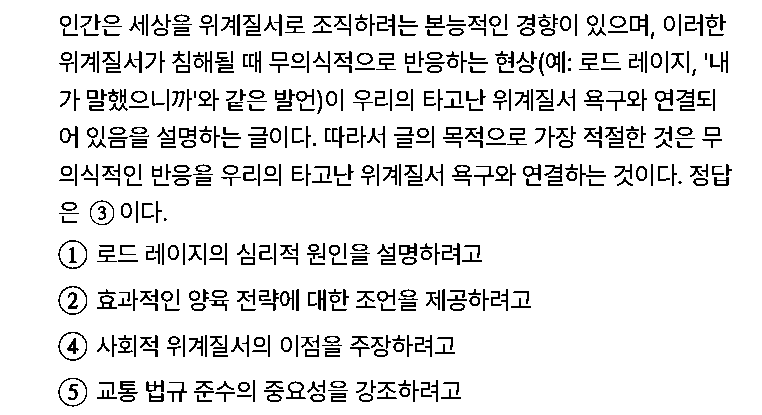 인간은 세상을 위계질서로 조직하려는 본능적인 경향이 있으며, 이러한
위계질서가 침해될 때 무의식적으로 반응하는 현상(예: 로드 레이지, '내
가 말했으니까'와 같은 발언)이 우리의 타고난 위계질서 욕구와 연결되
어 있음을 설명하는 글이다. 따라서 글의 목적으로 가장 적절한 것은 무
의식적인 반응을 우리의 타고난 위계질서 욕구와 연결하는 것이다. 정답
은 ③이다.
① 로드 레이지의 심리적 원인을 설명하려고
② 효과적인 양육 전략에 대한 조언을 제공하려고
④ 사회적 위계질서의 이점을 주장하려고
⑤ 교통 법규 준수의 중요성을 강조하려고